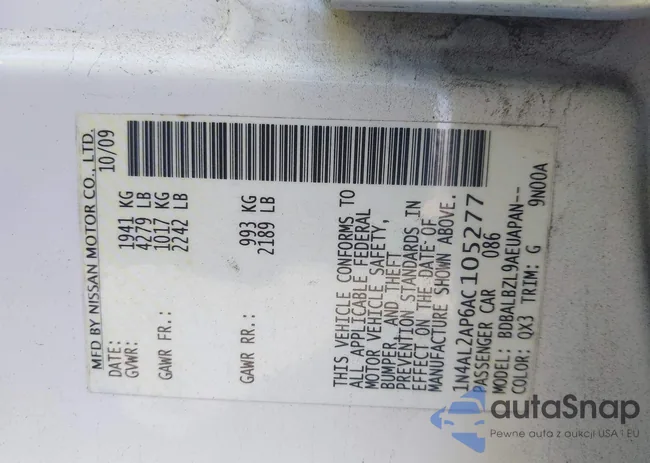 MFD BY NISSAN MOTOR CO., LTD.
DATE: 10/09
GVWR: 1941 KG
4279 LB
GAWR FR.: 1017 KG
2242 LB
GAWR RR.: 993 KG
2189 LB
THIS VEHICLE CONFORMS TO
ALL APPLICABLE FEDERAL
MOTOR VEHICLE SAFETY,
BUMPER, AND THEFT
PREVENTION STANDARDS IN
EFFECT ON THE DATE OF
MANUFACTURE SHOWN ABOVE.
1N4AL2AP6AC105277
PASSENGER CAR 086
MODEL: BDBALBZL9AEUAPAN--
COLOR: QX3 TRIM: G 9N00A
autaSnap
Pewne auta z aukcji USA i EU